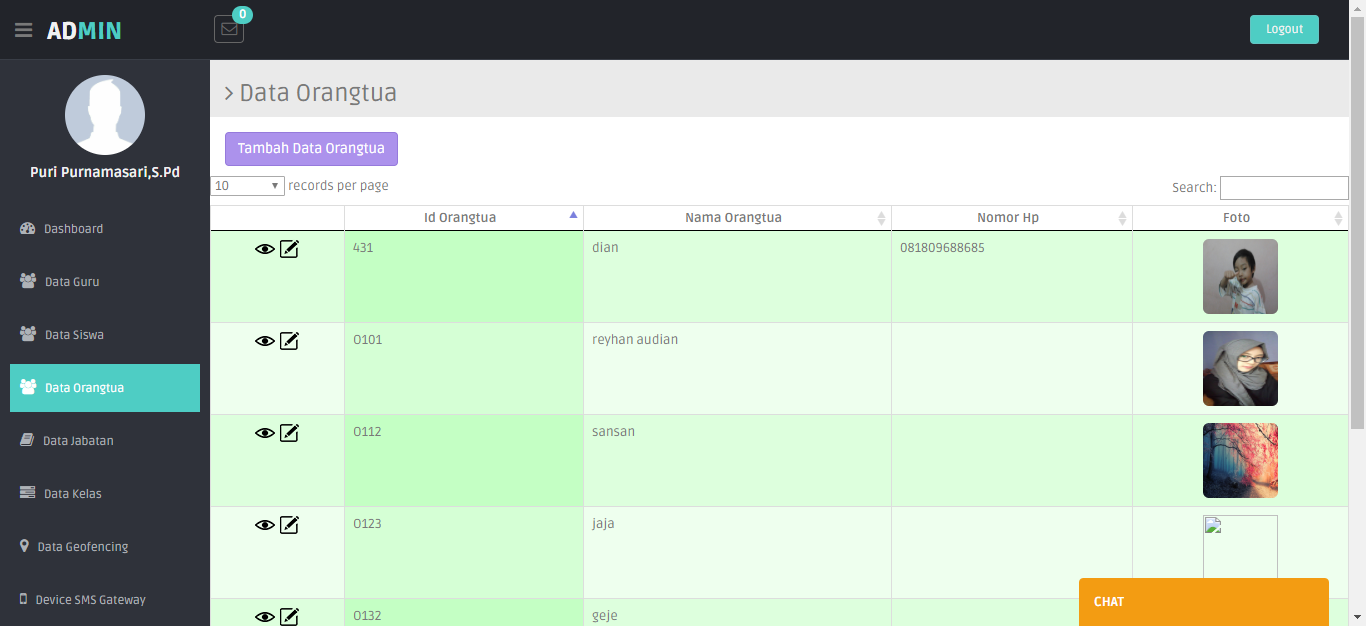 ADMIN
0
Logout
Puri Purnamasari,S.Pd
Dashboard
Data Guru
Data Siswa
Data Orangtua
Data Jabatan
Data Kelas
Data Geofencing
Device SMS Gateway
> Data Orangtua
Tambah Data Orangtua
10 records per page
Search:
Id Orangtua Nama Orangtua Nomor Hp Foto
431 dian 081809688685
O101 reyhan audian
O112 sansan
O123 jaja
O132 geje
CHAT